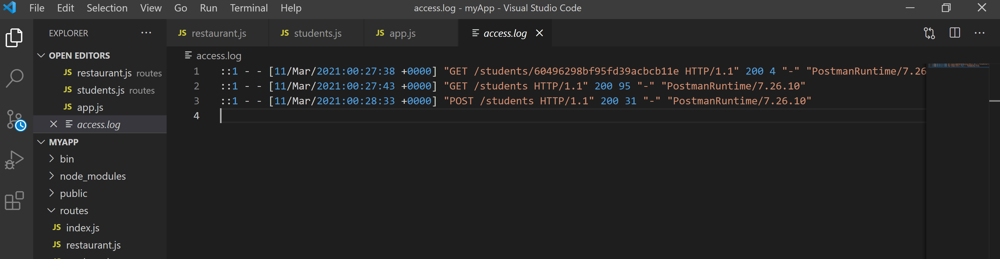 File Edit Selection View Go Run Terminal Help
access.log - myApp - Visual Studio Code
EXPLORER
JS restaurant.js
JS students.js
JS app.js
access.log
OPEN EDITORS
JS restaurant.js routes
JS students.js routes
JS app.js
access.log
MYAPP
bin
node_modules
public
routes
JS index.js
JS restaurant.js
access.log
1 ::1 - - [11/Mar/2021:00:27:38 +0000] "GET /students/60496298bf95fd39acbcb11e HTTP/1.1" 200 4 "-" "PostmanRuntime/7.26
2 ::1 - - [11/Mar/2021:00:27:43 +0000] "GET /students HTTP/1.1" 200 95 "-" "PostmanRuntime/7.26.10"
3 ::1 - - [11/Mar/2021:00:28:33 +0000] "POST /students HTTP/1.1" 200 31 "-" "PostmanRuntime/7.26.10"
4